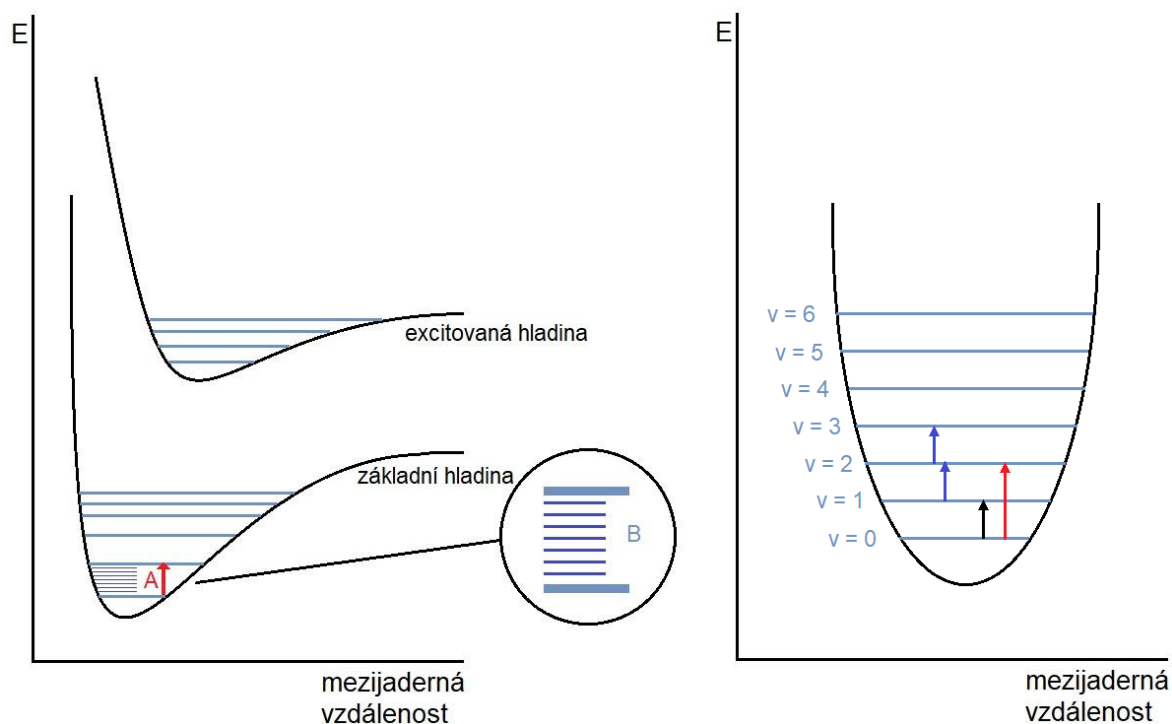 E
excitovaná hladina
základní hladina
A
B
mezijaderná
vzdálenost
E
v = 6
v = 5
v = 4
v = 3
v = 2
v = 1
v = 0
mezijaderná
vzdálenost